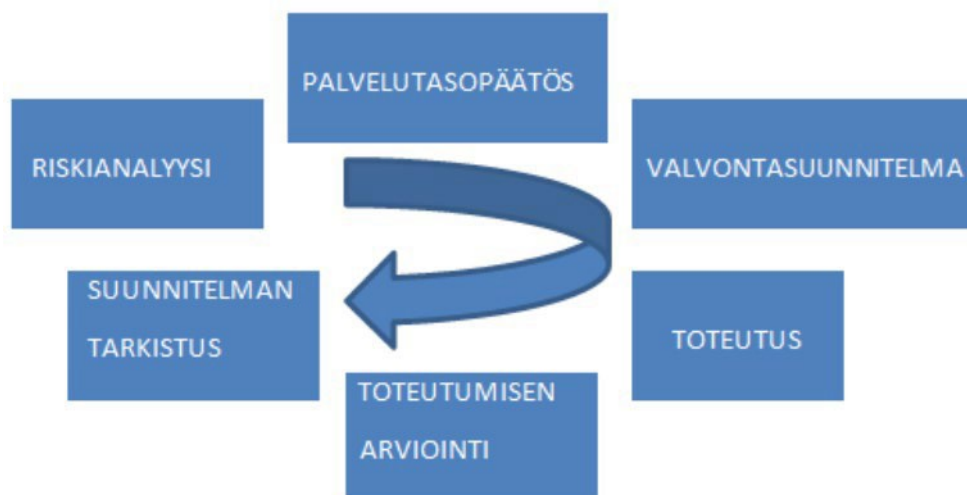 PALVELUTASOPÄÄTÖS
RISKIANALYYSI
VALVONTASUUNNITELMA
SUUNNITELMAN
TARKISTUS
TOTEUTUS
TOTEUTUMISEN
ARVIOINTI